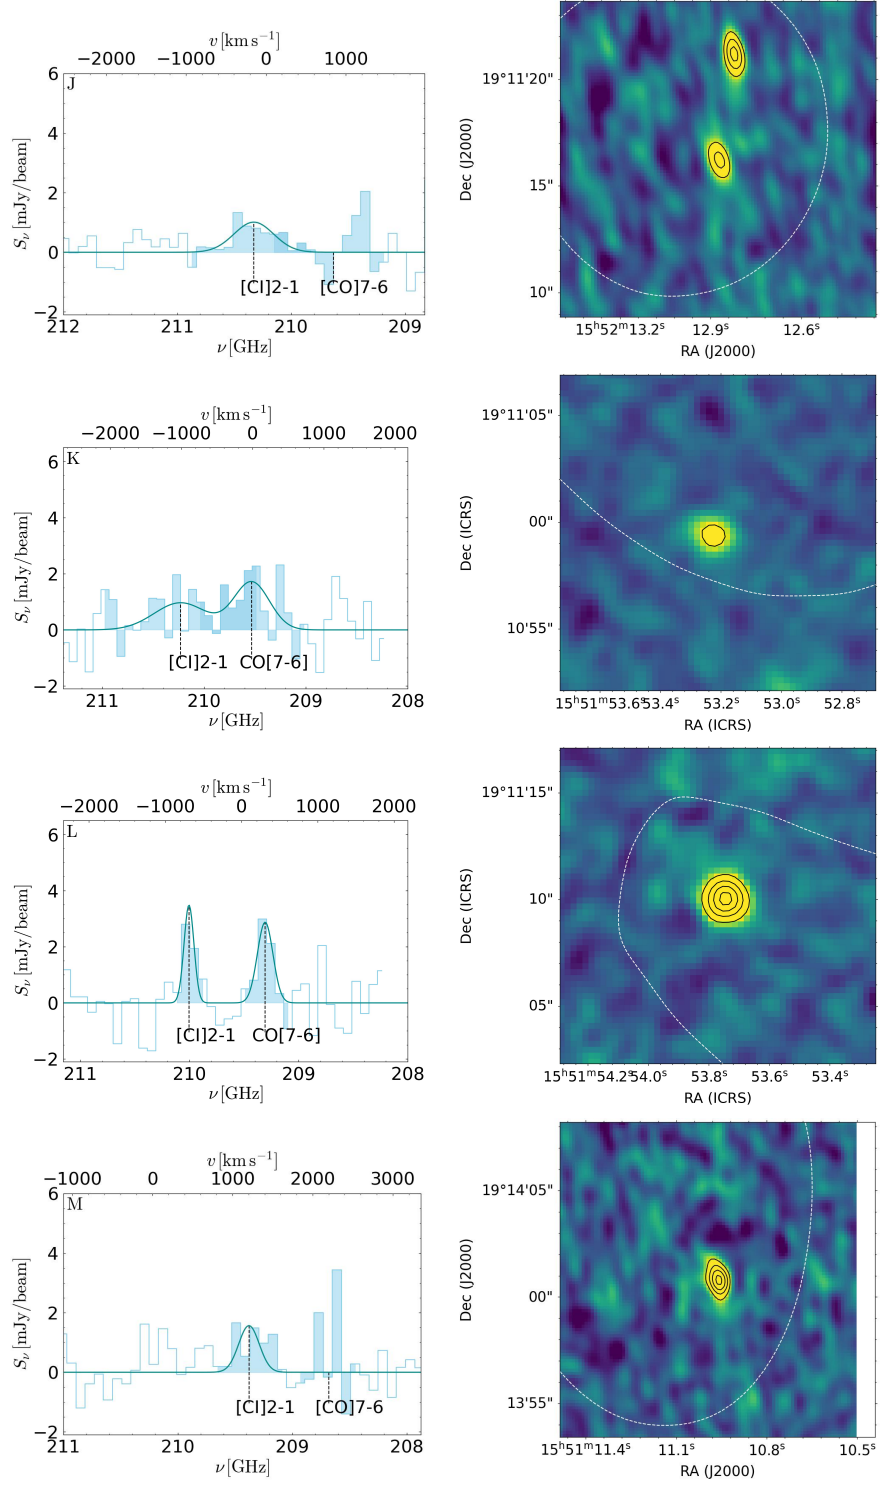 v [km s−1]
−2000 −1000 0 1000
J
6
4
2
0
−2
Sν [mJy/beam]
[CI]2-1 [CO]7-6
212 211 210 209
ν [GHz]
19°11'20"
15"
10"
Dec (J2000)
15h52m13.2s 12.9s 12.6s
RA (J2000)
v [km s−1]
−2000 −1000 0 1000 2000
K
6
4
2
0
−2
Sν [mJy/beam]
[CI]2-1 CO[7-6]
211 210 209 208
ν [GHz]
19°11'05"
00"
10'55"
Dec (ICRS)
15h51m53.6s 53.4s 53.2s 53.0s 52.8s
RA (ICRS)
v [km s−1]
−2000 −1000 0 1000 2000
L
6
4
2
0
−2
Sν [mJy/beam]
[CI]2-1 CO[7-6]
211 210 209 208
ν [GHz]
19°11'15"
10"
05"
Dec (ICRS)
15h51m54.2s 54.0s 53.8s 53.6s 53.4s
RA (ICRS)
v [km s−1]
−1000 0 1000 2000 3000
M
6
4
2
0
−2
Sν [mJy/beam]
[CI]2-1 [CO]7-6
211 210 209 208
ν [GHz]
19°14'05"
00"
13'55"
Dec (J2000)
15h51m11.4s 11.1s 10.8s 10.5s
RA (J2000)